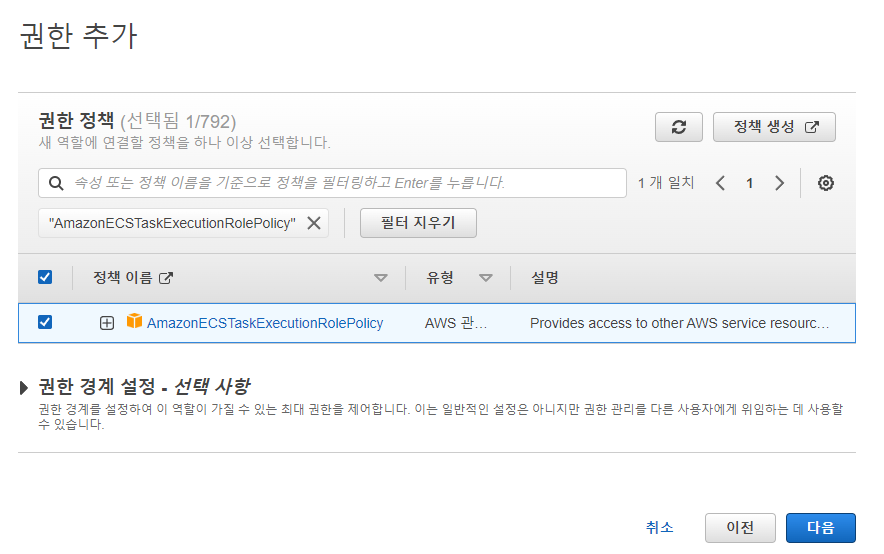 권한 추가
권한 정책 (선택됨 1/792)
새 역할에 연결할 정책을 하나 이상 선택합니다.
정책 생성
속성 또는 정책 이름을 기준으로 정책을 필터링하고 Enter를 누릅니다.
1 개 일치
1
"AmazonECSTaskExecutionRolePolicy"
필터 지우기
정책 이름
유형
설명
AmazonECSTaskExecutionRolePolicy
AWS 관…
Provides access to other AWS service resourc…
권한 경계 설정 - 선택 사항
권한 경계를 설정하여 이 역할이 가질 수 있는 최대 권한을 제어합니다. 이는 일반적인 설정은 아니지만 권한 관리를 다른 사용자에게 위임하는 데 사용할
수 있습니다.
취소
이전
다음